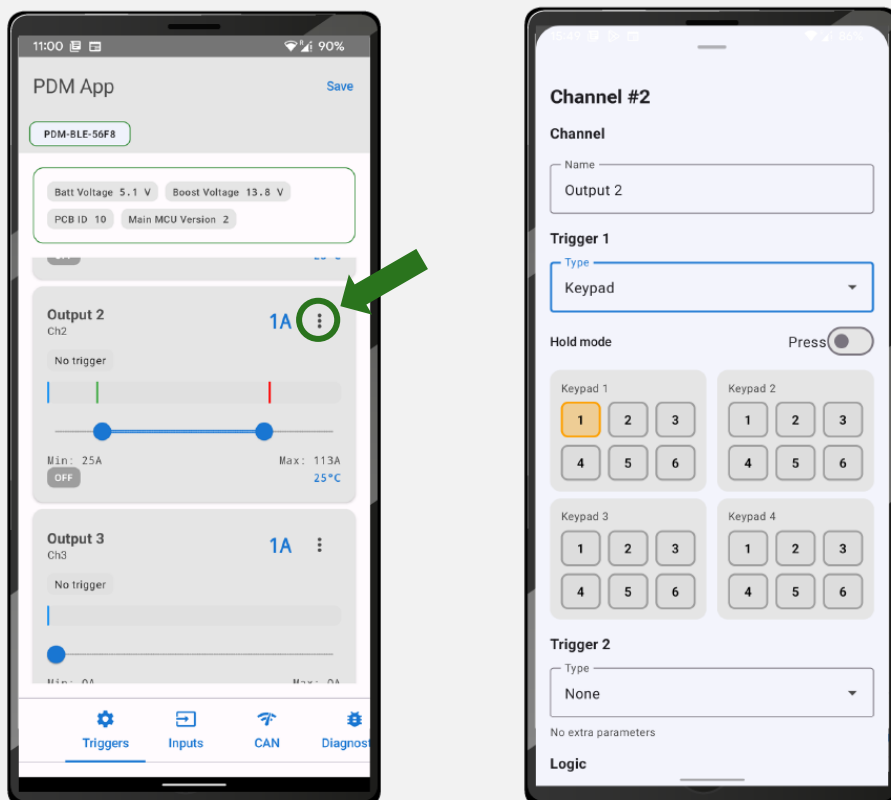 11:00 90%
PDM App Save
PDM-BLE-56F8
Batt Voltage 5.1 V Boost Voltage 13.8 V
PCB ID 10 Main MCU Version 2
Output 2
Ch2
1A
No trigger
Min: 25A Max: 113A
OFF 25°C
Output 3
Ch3
1A
No trigger
Triggers Inputs CAN Diagnos
Channel #2
Channel
Name
Output 2
Trigger 1
Type
Keypad
Hold mode Press
Keypad 1 Keypad 2
1 2 3 1 2 3
4 5 6 4 5 6
Keypad 3 Keypad 4
1 2 3 1 2 3
4 5 6 4 5 6
Trigger 2
Type
None
No extra parameters
Logic